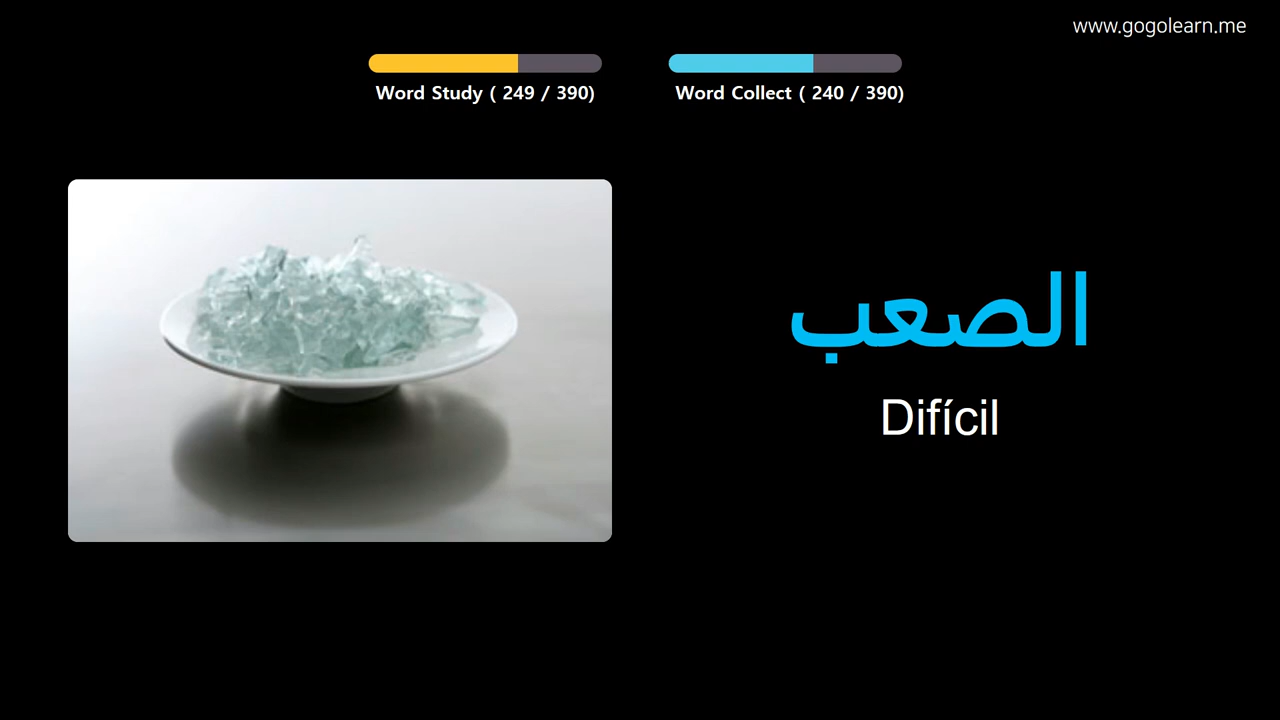 www.gogolearn.me
Word Study ( 249 / 390)
Word Collect ( 240 / 390)
الصعب
Difícil